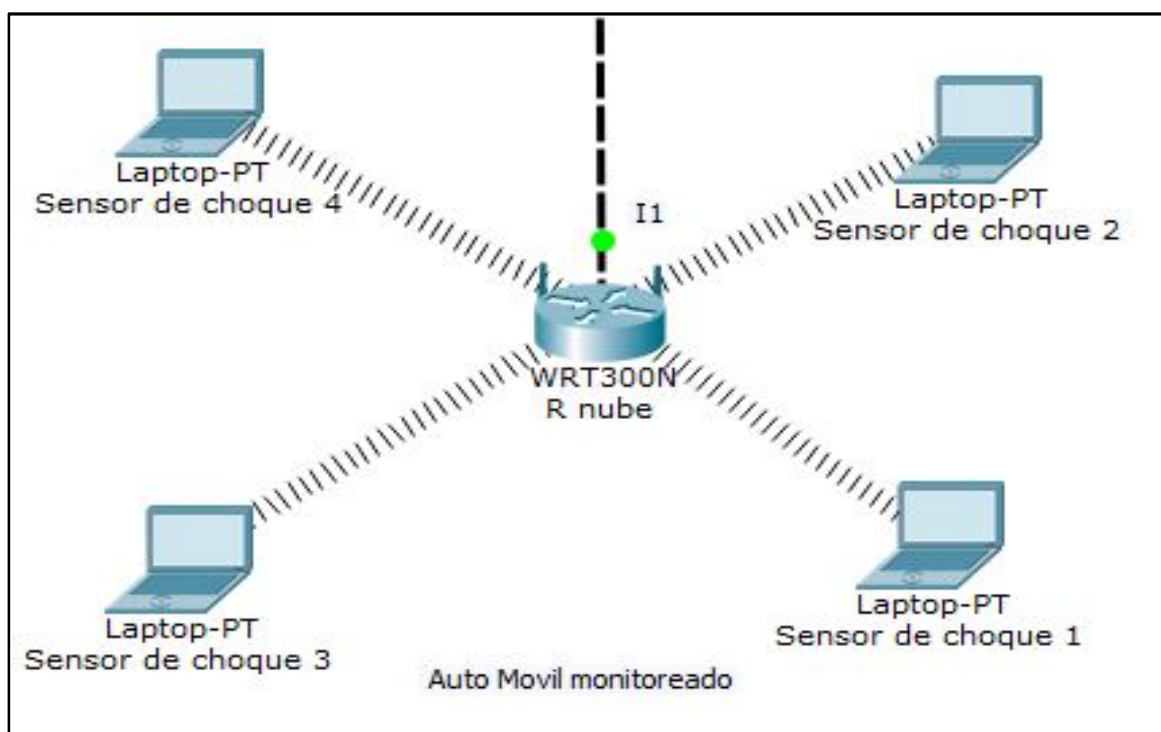 Laptop-PT
Sensor de choque 4
I1
Laptop-PT
Sensor de choque 2
WRT300N
R nube
Laptop-PT
Sensor de choque 3
Laptop-PT
Sensor de choque 1
Auto Movil monitoreado